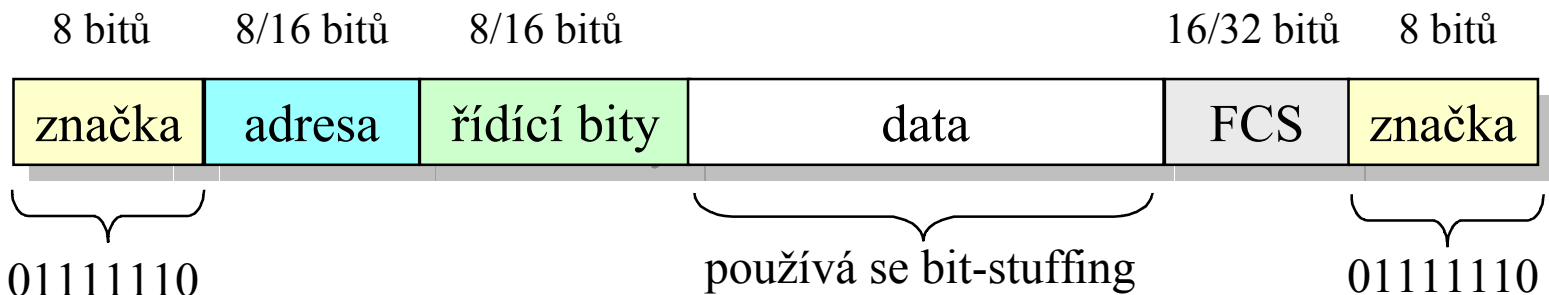 8 bitů 8/16 bitů 8/16 bitů 16/32 bitů 8 bitů
značka adresa řídící bity data FCS značka
01111110 používá se bit-stuffing 01111110